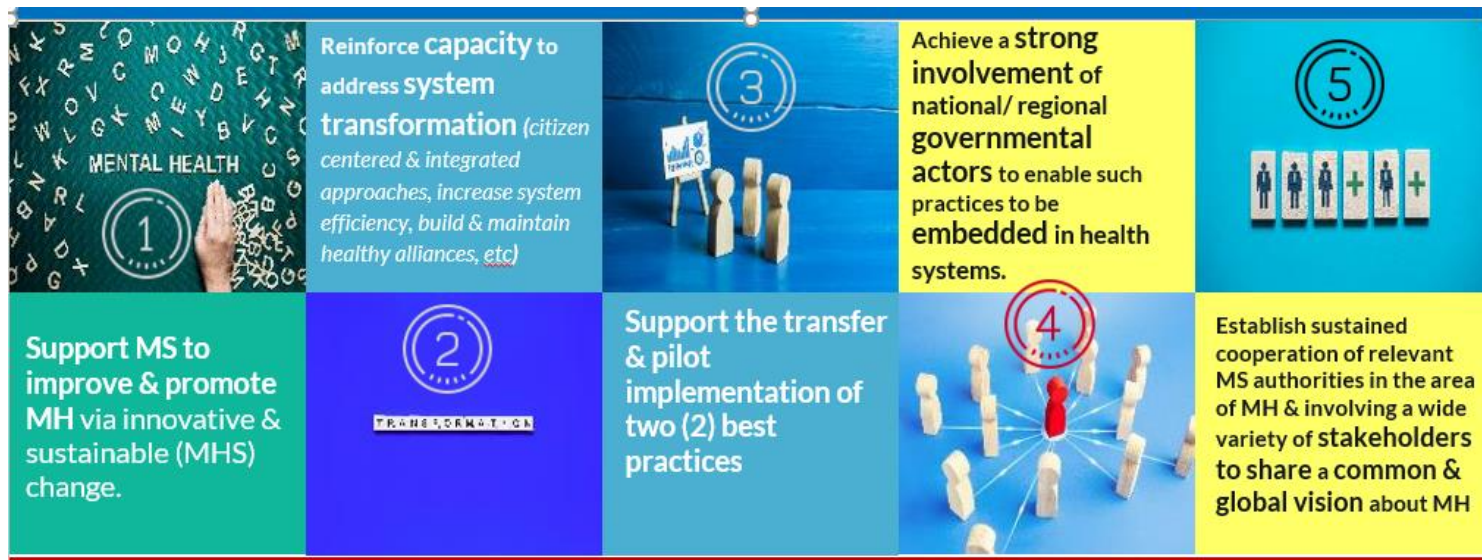 MENTAL HEALTH
1
Support MS to
improve & promote
MH via innovative &
sustainable (MHS)
change.
Reinforce capacity to
address system
transformation (citizen
centered & integrated
approaches, increase system
efficiency, build & maintain
healthy alliances, etc)
2
TRANSFORMATION
3
Support the transfer
& pilot
implementation of
two (2) best
practices
Achieve a strong
involvement of
national/ regional
governmental
actors to enable such
practices to be
embedded in health
systems.
4
5
Establish sustained
cooperation of relevant
MS authorities in the area
of MH & involving a wide
variety of stakeholders
to share a common &
global vision about MH